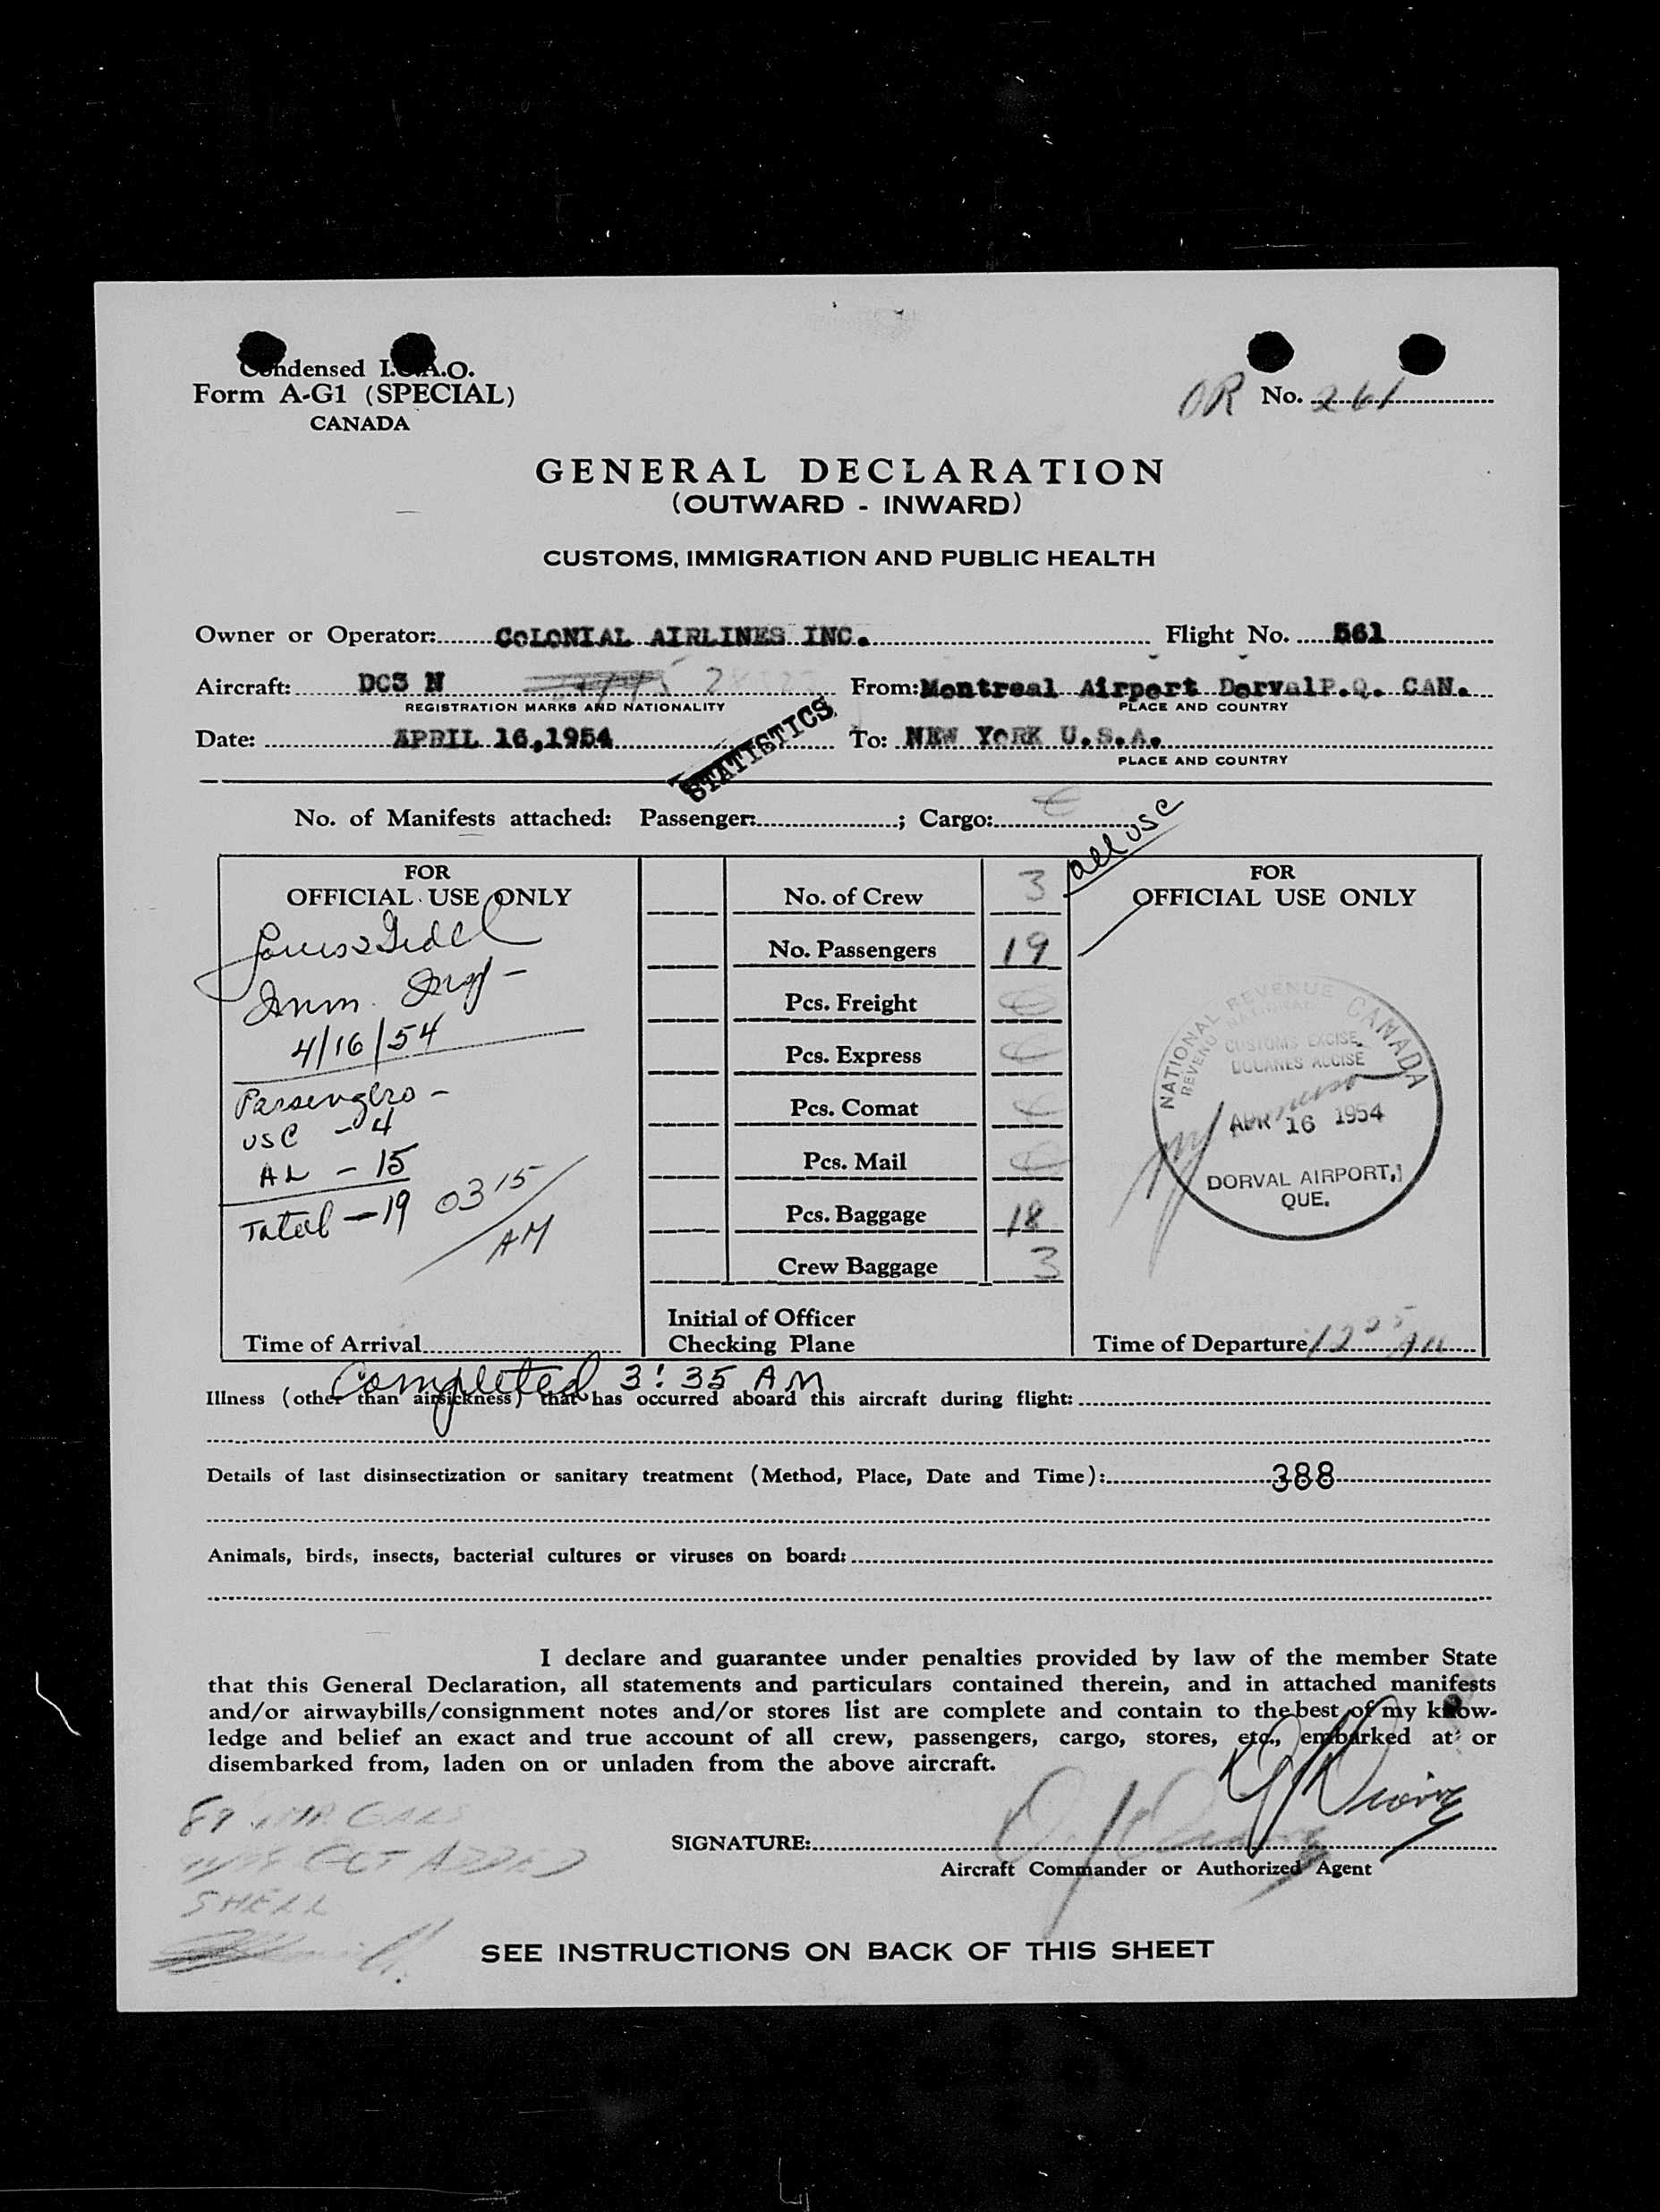 Condensed I.C.A.O.
Form A-G1 (SPECIAL)
CANADA
OR No. 261
GENERAL DECLARATION
(OUTWARD - INWARD)
CUSTOMS, IMMIGRATION AND PUBLIC HEALTH
Owner or Operator: COLONIAL AIRLINES INC. Flight No. 561
Aircraft: DC3 N From: Montreal Airport Dorval P.Q. CAN.
REGISTRATION MARKS AND NATIONALITY PLACE AND COUNTRY
Date: APRIL 16,1954 To: NEW YORK U.S.A.
STATISTICS
PLACE AND COUNTRY
No. of Manifests attached: Passenger: ; Cargo:
all USC
FOR
OFFICIAL USE ONLY
Imm.
4/16/54
Passengers -
USC - 4
AL - 15
Total - 19 0315
AM
Time of Arrival
No. of Crew 3
No. Passengers 19
Pcs. Freight
Pcs. Express
Pcs. Comat
Pcs. Mail
Pcs. Baggage 18
Crew Baggage 3
Initial of Officer
Checking Plane
FOR
OFFICIAL USE ONLY
NATIONAL REVENUE CANADA
REVENU NATIONAL
CUSTOMS EXCISE
DOUANES ACCISE
APR 16 1954
DORVAL AIRPORT,
QUE.
Time of Departure
Completed 3:35 AM
Illness (other than airsickness) that has occurred aboard this aircraft during flight:
Details of last disinsectization or sanitary treatment (Method, Place, Date and Time): 388
Animals, birds, insects, bacterial cultures or viruses on board:
I declare and guarantee under penalties provided by law of the member State
that this General Declaration, all statements and particulars contained therein, and in attached manifests
and/or airwaybills/consignment notes and/or stores list are complete and contain to the best of my know-
ledge and belief an exact and true account of all crew, passengers, cargo, stores, etc., embarked at or
disembarked from, laden on or unladen from the above aircraft.
ADDED
SHELL
SIGNATURE:
Aircraft Commander or Authorized Agent
SEE INSTRUCTIONS ON BACK OF THIS SHEET